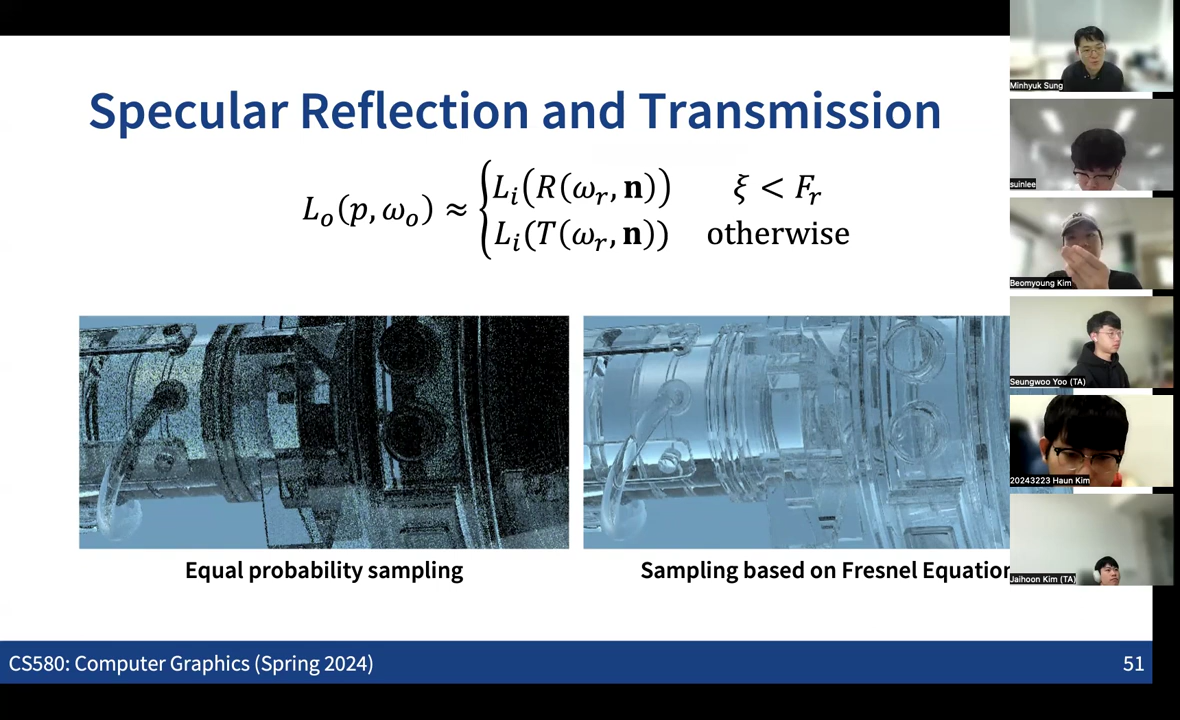 Specular Reflection and Transmission
L_o(p, ω_o) ≈ { L_i(R(ω_r, n)) ξ < F_r
L_i(T(ω_r, n)) otherwise
Equal probability sampling
Sampling based on Fresnel Equation
CS580: Computer Graphics (Spring 2024)
51
Minhyuk Sung
suinlee
Beomyoung Kim
Seungwoo Yoo (TA)
20243223 Haun Kim
Jaihoon Kim (TA)